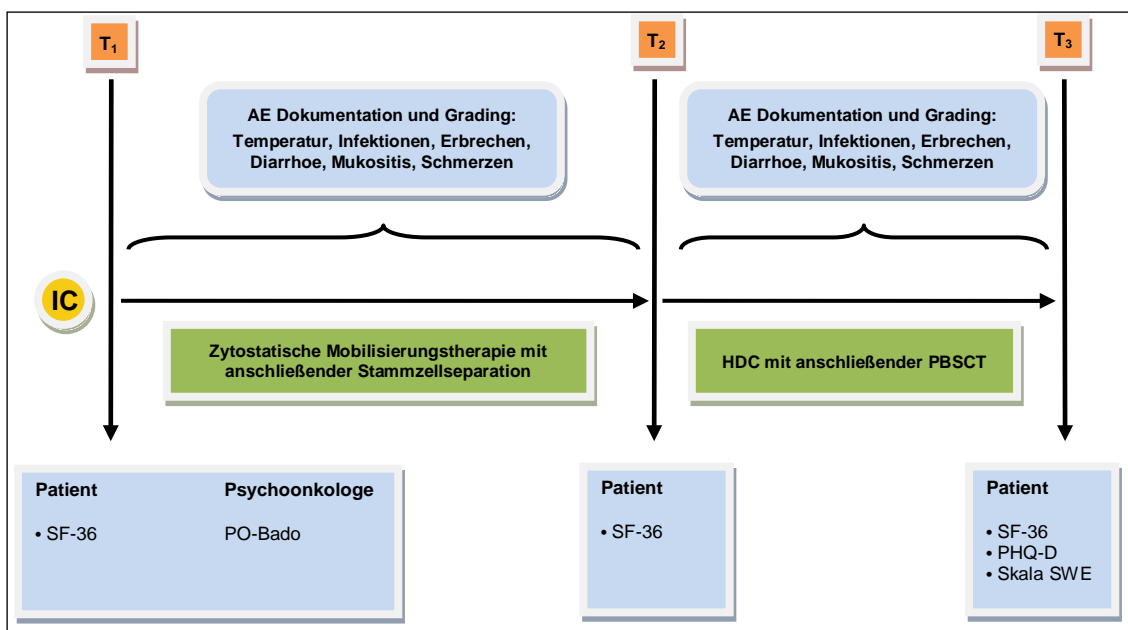 T1
T2
T3
AE Dokumentation und Grading:
Temperatur, Infektionen, Erbrechen,
Diarrhoe, Mukositis, Schmerzen
AE Dokumentation und Grading:
Temperatur, Infektionen, Erbrechen,
Diarrhoe, Mukositis, Schmerzen
IC
Zytostatische Mobilisierungstherapie mit
anschließender Stammzellseparation
HDC mit anschließender PBSCT
Patient
• SF-36
Psychoonkologe
PO-Bado
Patient
• SF-36
Patient
• SF-36
• PHQ-D
• Skala SWE